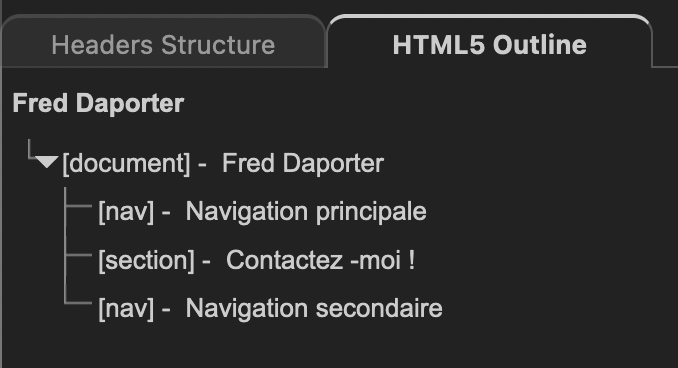 Headers Structure
HTML5 Outline
Fred Daporter
[document] - Fred Daporter
[nav] - Navigation principale
[section] - Contactez -moi !
[nav] - Navigation secondaire